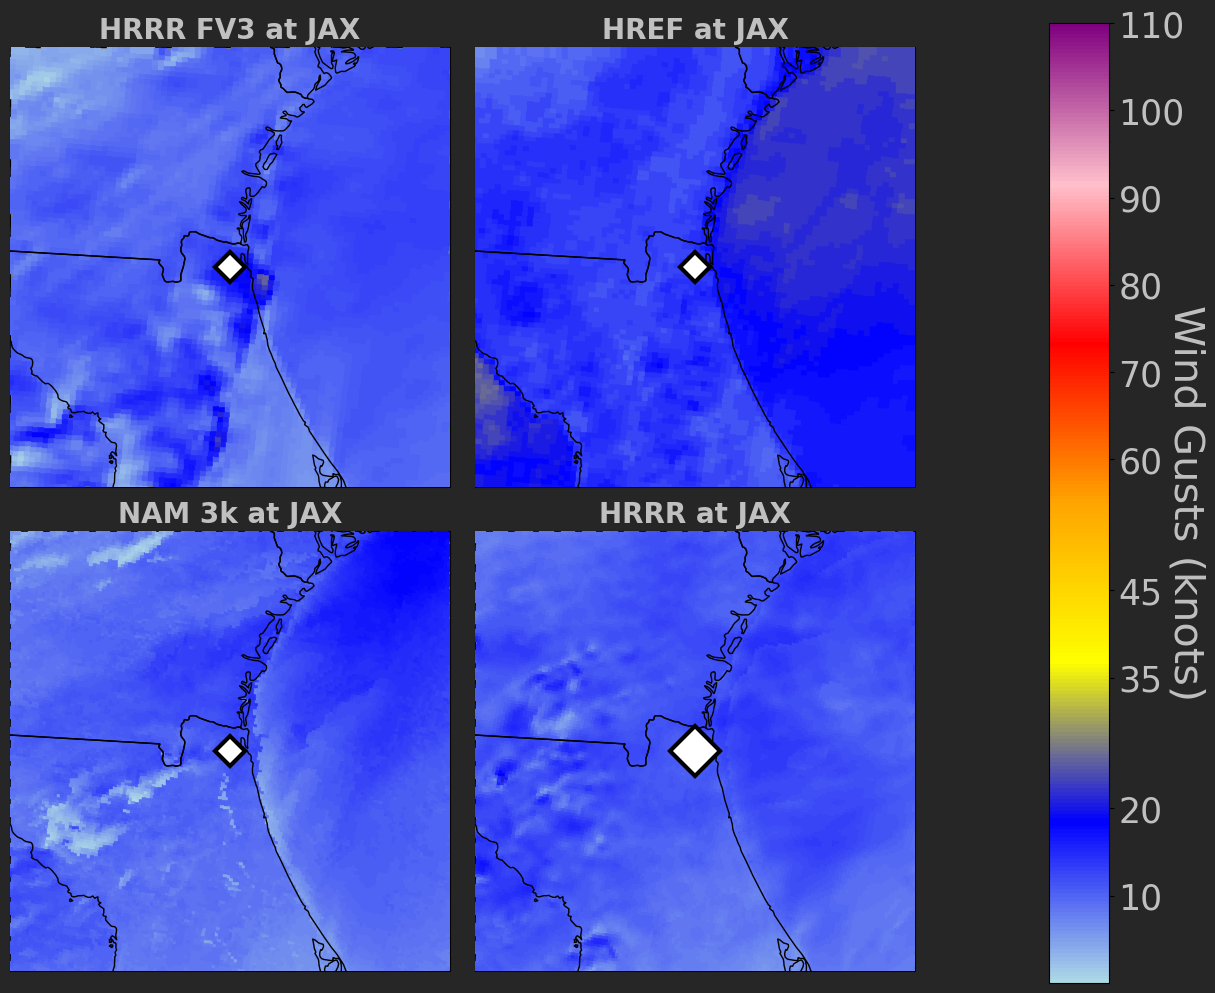 HRRR FV3 at JAX
HREF at JAX
NAM 3k at JAX
HRRR at JAX
110
100
90
80
70
60
45
35
20
10
Wind Gusts (knots)